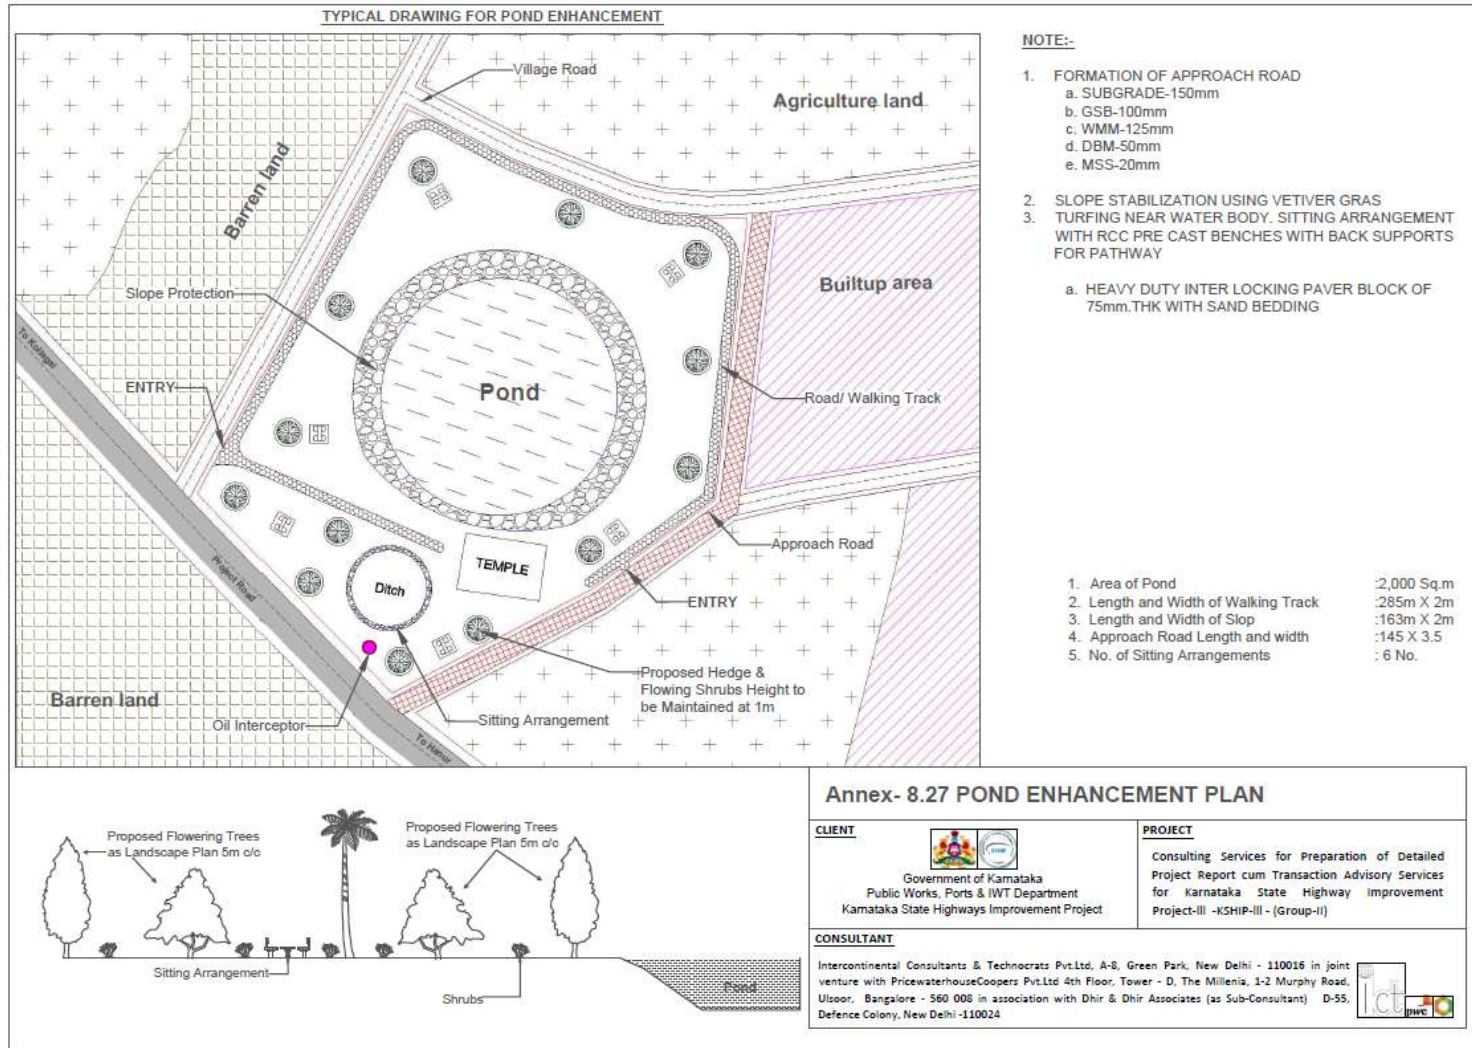 TYPICAL DRAWING FOR POND ENHANCEMENT
Village Road
Agriculture land
Barren land
Slope Protection
Builtup area
To Kollegal
ENTRY
Pond
Road/ Walking Track
Approach Road
TEMPLE
Ditch
Project Road
ENTRY
Proposed Hedge &
Flowing Shrubs Height to
be Maintained at 1m
Barren land
Oil Interceptor
Sitting Arrangement
To Hanur
NOTE:-
1. FORMATION OF APPROACH ROAD
a. SUBGRADE-150mm
b. GSB-100mm
c. WMM-125mm
d. DBM-50mm
e. MSS-20mm
2. SLOPE STABILIZATION USING VETIVER GRAS
3. TURFING NEAR WATER BODY. SITTING ARRANGEMENT
WITH RCC PRE CAST BENCHES WITH BACK SUPPORTS
FOR PATHWAY
a. HEAVY DUTY INTER LOCKING PAVER BLOCK OF
75mm.THK WITH SAND BEDDING
1. Area of Pond :2,000 Sq.m
2. Length and Width of Walking Track :285m X 2m
3. Length and Width of Slop :163m X 2m
4. Approach Road Length and width :145 X 3.5
5. No. of Sitting Arrangements : 6 No.
Proposed Flowering Trees
as Landscape Plan 5m c/c
Proposed Flowering Trees
as Landscape Plan 5m c/c
Sitting Arrangement
Shrubs
Pond
Annex- 8.27 POND ENHANCEMENT PLAN
CLIENT
Government of Karnataka
Public Works, Ports & IWT Department
Karnataka State Highways Improvement Project
PROJECT
Consulting Services for Preparation of Detailed
Project Report cum Transaction Advisory Services
for Karnataka State Highway Improvement
Project-III -KSHIP-III - (Group-II)
CONSULTANT
Intercontinental Consultants & Technocrats Pvt.Ltd, A-8, Green Park, New Delhi - 110016 in joint
venture with PricewaterhouseCoopers Pvt.Ltd 4th Floor, Tower - D, The Millenia, 1-2 Murphy Road,
Ulsoor, Bangalore - 560 008 in association with Dhir & Dhir Associates (as Sub-Consultant) D-55,
Defence Colony, New Delhi -110024
ict
pwc